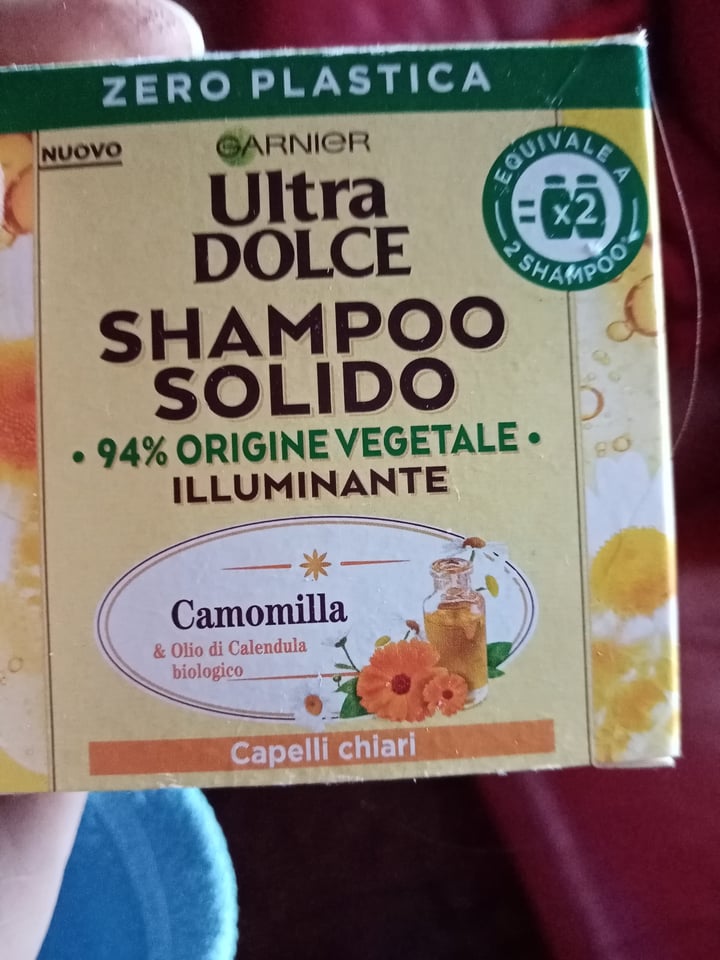 ZERO PLASTICA
NUOVO
GARNIER
Ultra
DOLCE
EQUIVALE A
= x2
2 SHAMPOO*
SHAMPOO
SOLIDO
• 94% ORIGINE VEGETALE •
ILLUMINANTE
Camomilla
& Olio di Calendula
biologico
Capelli chiari